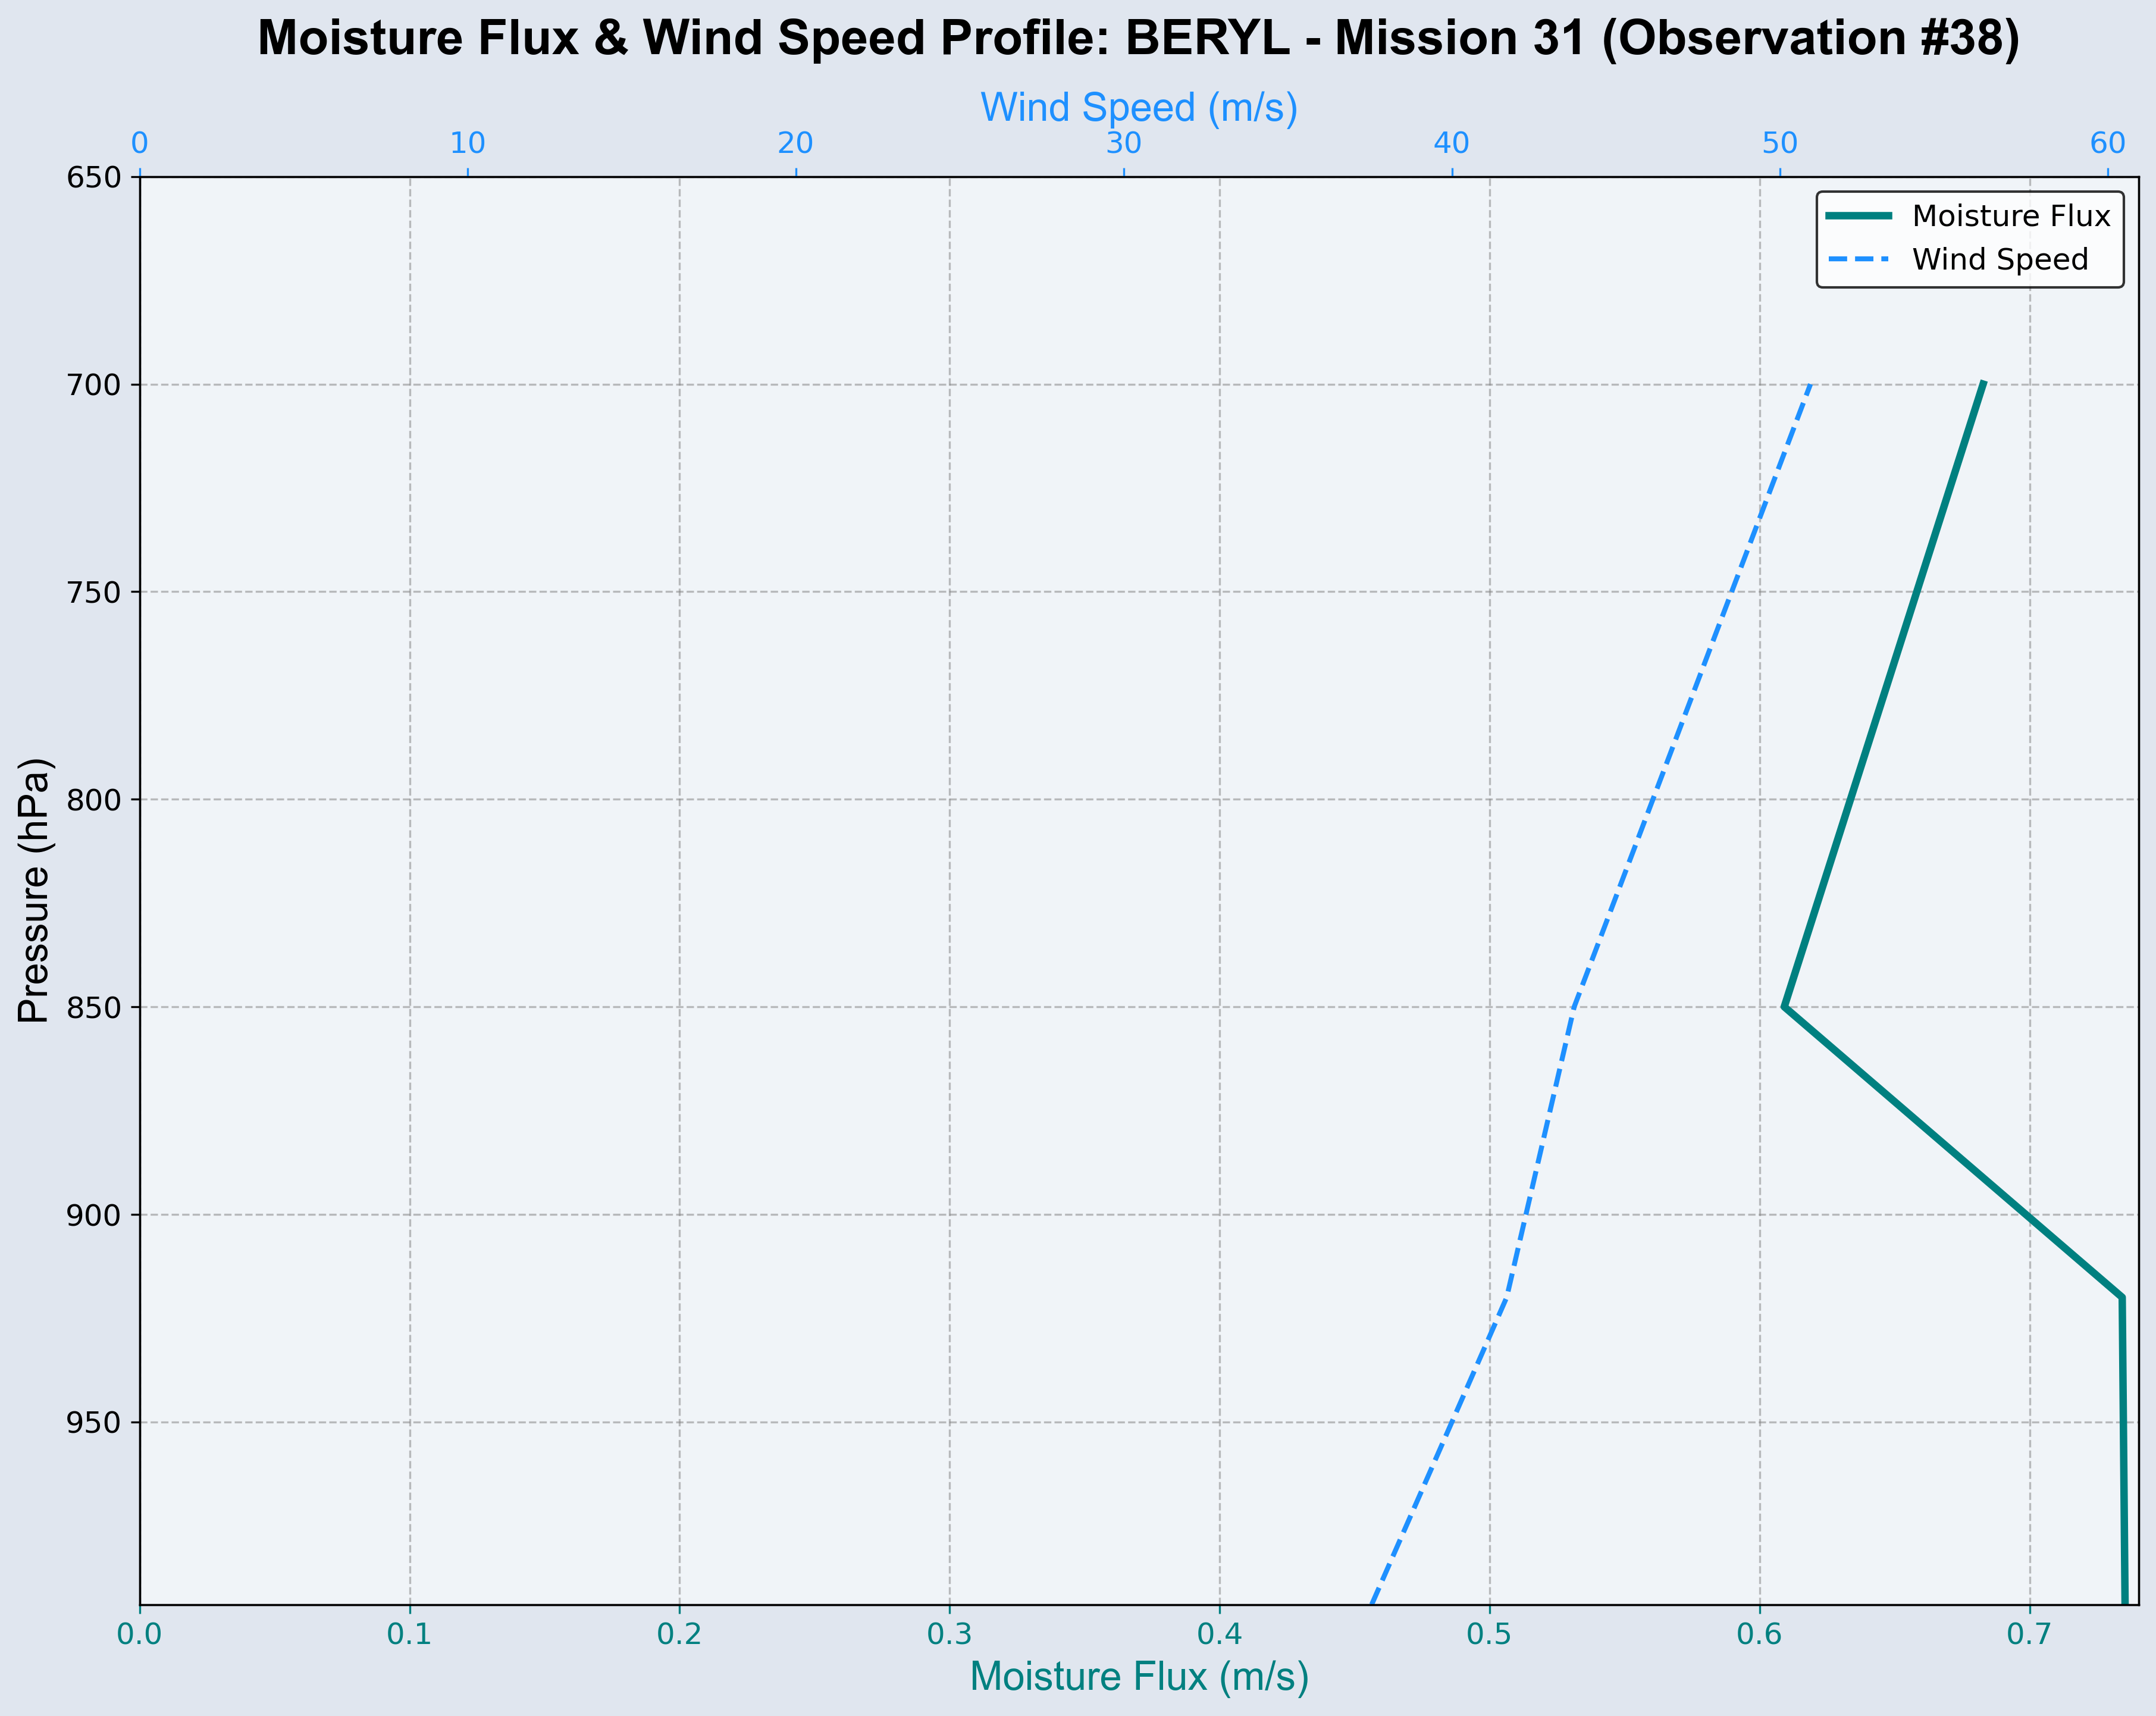 Moisture Flux & Wind Speed Profile: BERYL - Mission 31 (Observation #38)
Wind Speed (m/s)
0 10 20 30 40 50 60
Moisture Flux
Wind Speed
Pressure (hPa)
650
700
750
800
850
900
950
0.0 0.1 0.2 0.3 0.4 0.5 0.6 0.7
Moisture Flux (m/s)